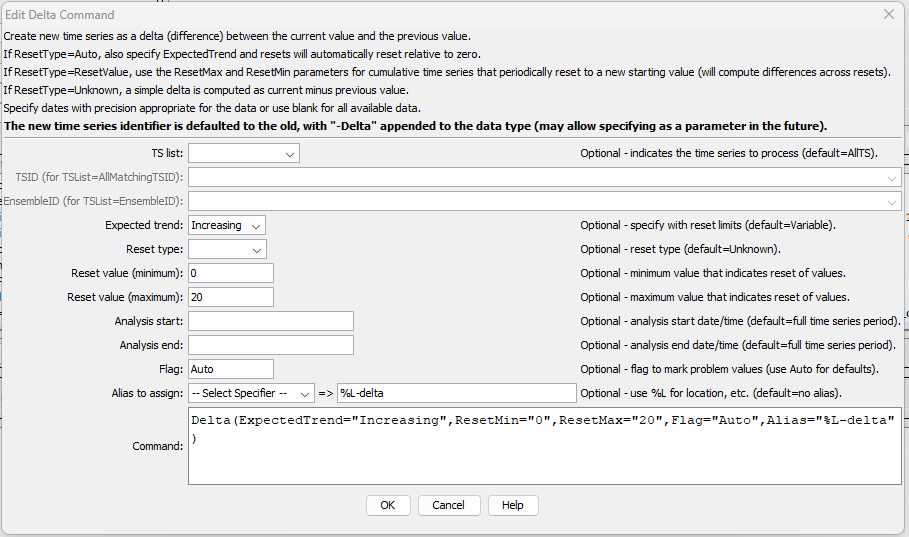 Edit Delta Command
Create new time series as a delta (difference) between the current value and the previous value.
If ResetType=Auto, also specify ExpectedTrend and resets will automatically reset relative to zero.
If ResetType=ResetValue, use the ResetMax and ResetMin parameters for cumulative time series that periodically reset to a new starting value (will compute differences across resets).
If ResetType=Unknown, a simple delta is computed as current minus previous value.
Specify dates with precision appropriate for the data or use blank for all available data.
The new time series identifier is defaulted to the old, with "-Delta" appended to the data type (may allow specifying as a parameter in the future).
TS list: Optional - indicates the time series to process (default=AllTS).
TSID (for TSList=AllMatchingTSID):
EnsembleID (for TSList=EnsembleID):
Expected trend: Increasing Optional - specify with reset limits (default=Variable).
Reset type: Optional - reset type (default=Unknown).
Reset value (minimum): 0 Optional - minimum value that indicates reset of values.
Reset value (maximum): 20 Optional - maximum value that indicates reset of values.
Analysis start: Optional - analysis start date/time (default=full time series period).
Analysis end: Optional - analysis end date/time (default=full time series period).
Flag: Auto Optional - flag to mark problem values (use Auto for defaults).
Alias to assign: -- Select Specifier -- => %L-delta Optional - use %L for location, etc. (default=no alias).
Command: Delta(ExpectedTrend="Increasing",ResetMin="0",ResetMax="20",Flag="Auto",Alias="%L-delta"
)
OK Cancel Help